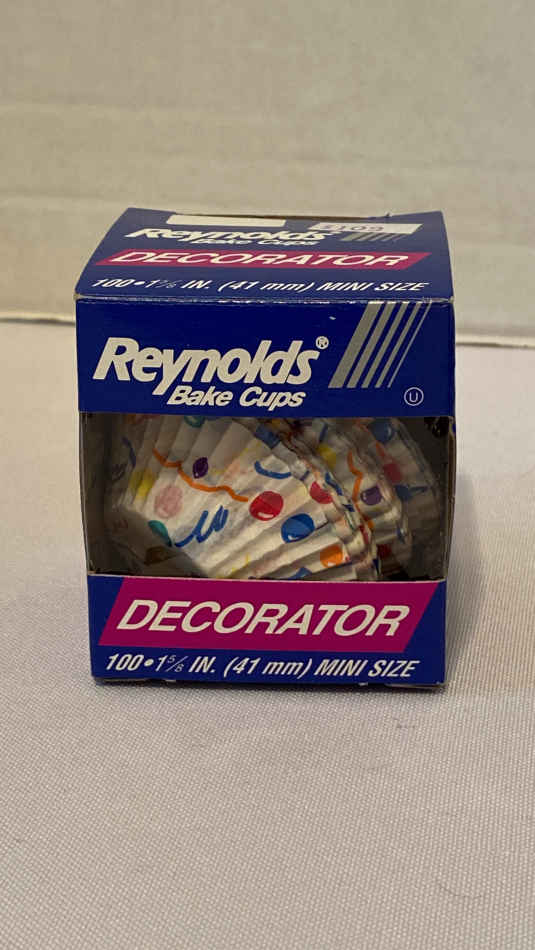 Reynolds
Bake Cups
DECORATOR
100•1⅝ IN. (41 mm) MINI SIZE
Reynolds®
Bake Cups
U
DECORATOR
100•1⅝ IN. (41 mm) MINI SIZE